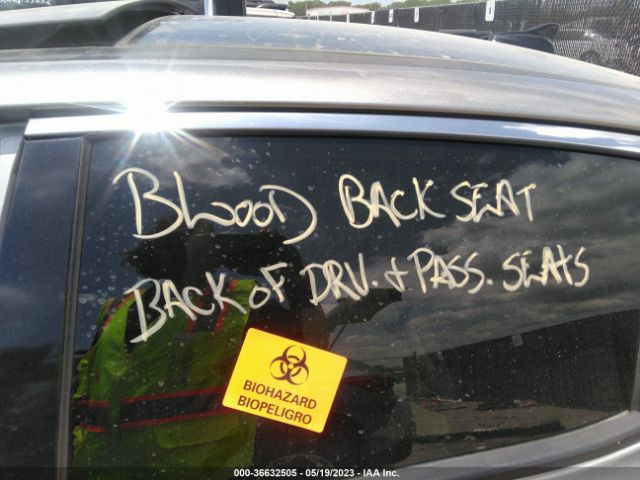 BLOOD BACK SEAT
BACK OF DRV. & PASS. SEATS
BIOHAZARD
BIOPELIGRO
000-36632505 - 05/19/2023 - IAA Inc.